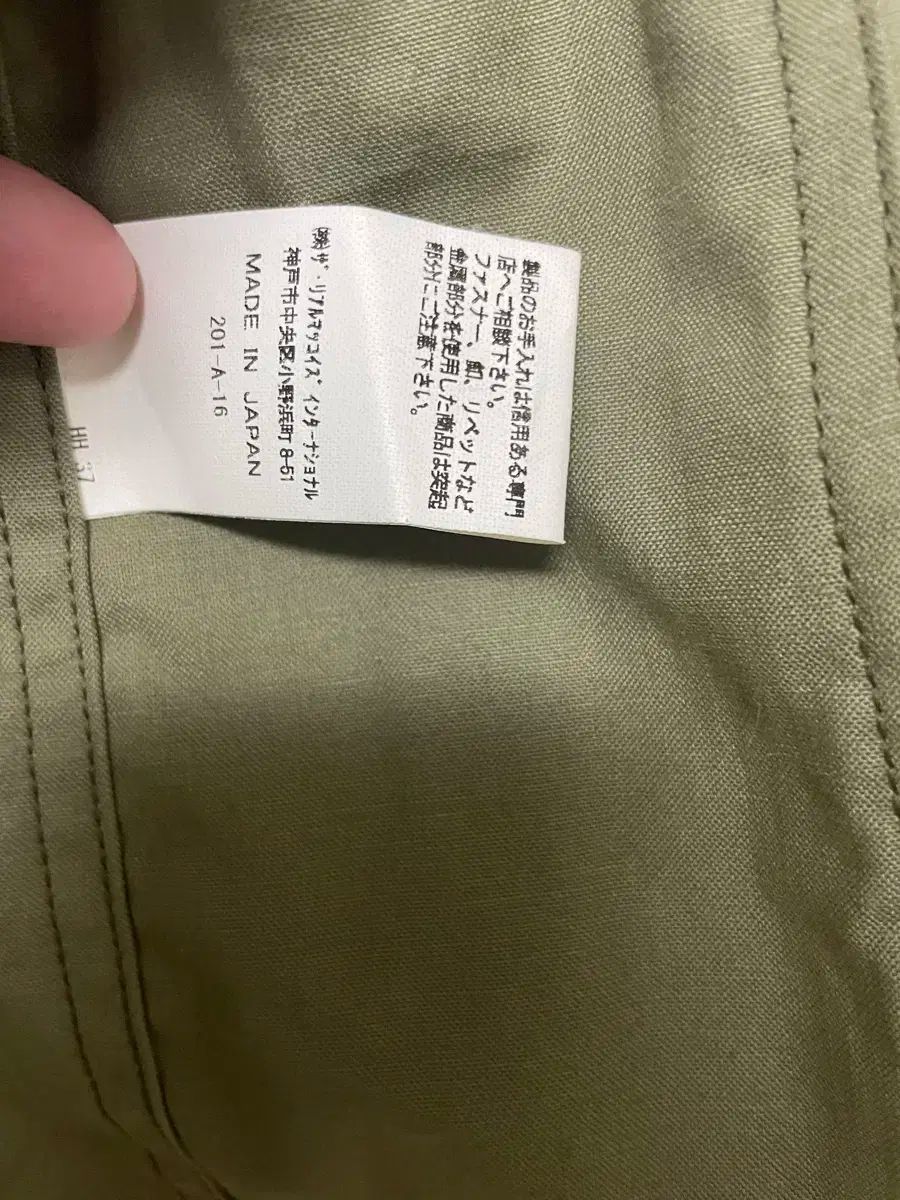 製品のお手入れは信用ある専門
店へご相談下さい。
ファスナー、釦、リベットなど
金属部分を使用した商品は突起
部分にご注意下さい。
㈱ザ・リアルマッコイズ インターナショナル
神戸市中央区小野浜町 8-51
MADE IN JAPAN
201-A-16
HH 37